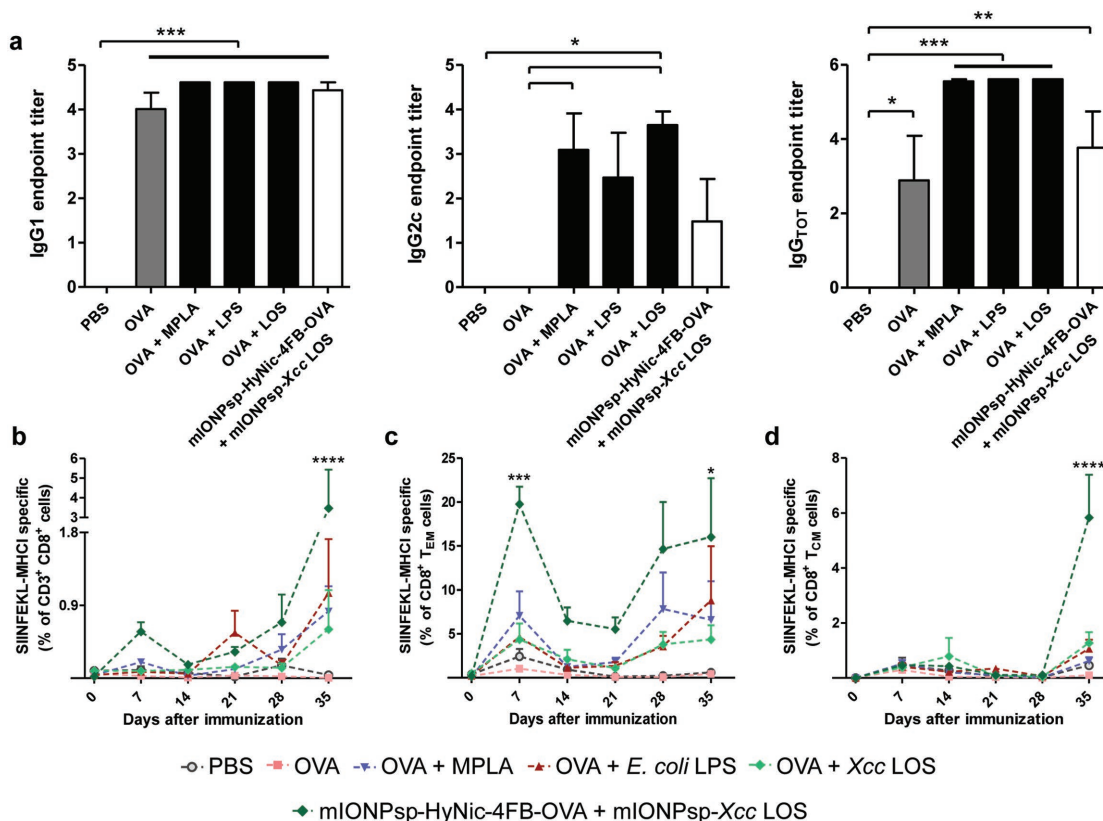 a
***
*
**
***
*
IgG1 endpoint titer
5
4
3
2
1
0
PBS
OVA
OVA + MPLA
OVA + LPS
OVA + LOS
mIONPsp-HyNic-4FB-OVA
+ mIONPsp-Xcc LOS
IgG2c endpoint titer
5
4
3
2
1
0
PBS
OVA
OVA + MPLA
OVA + LPS
OVA + LOS
mIONPsp-HyNic-4FB-OVA
+ mIONPsp-Xcc LOS
IgGTOT endpoint titer
6
4
2
0
PBS
OVA
OVA + MPLA
OVA + LPS
OVA + LOS
mIONPsp-HyNic-4FB-OVA
+ mIONPsp-Xcc LOS
b
SIINFEKL-MHCI specific
(% of CD3+ CD8+ cells)
6
5
4
3
1.8
0.9
****
0 7 14 21 28 35
Days after immunization
c
SIINFEKL-MHCI specific
(% of CD8+ TEM cells)
25
20
15
10
5
0
***
*
0 7 14 21 28 35
Days after immunization
d
SIINFEKL-MHCI specific
(% of CD8+ TCM cells)
8
6
4
2
0
****
0 7 14 21 28 35
Days after immunization
PBS OVA OVA + MPLA OVA + E. coli LPS OVA + Xcc LOS
mIONPsp-HyNic-4FB-OVA + mIONPsp-Xcc LOS